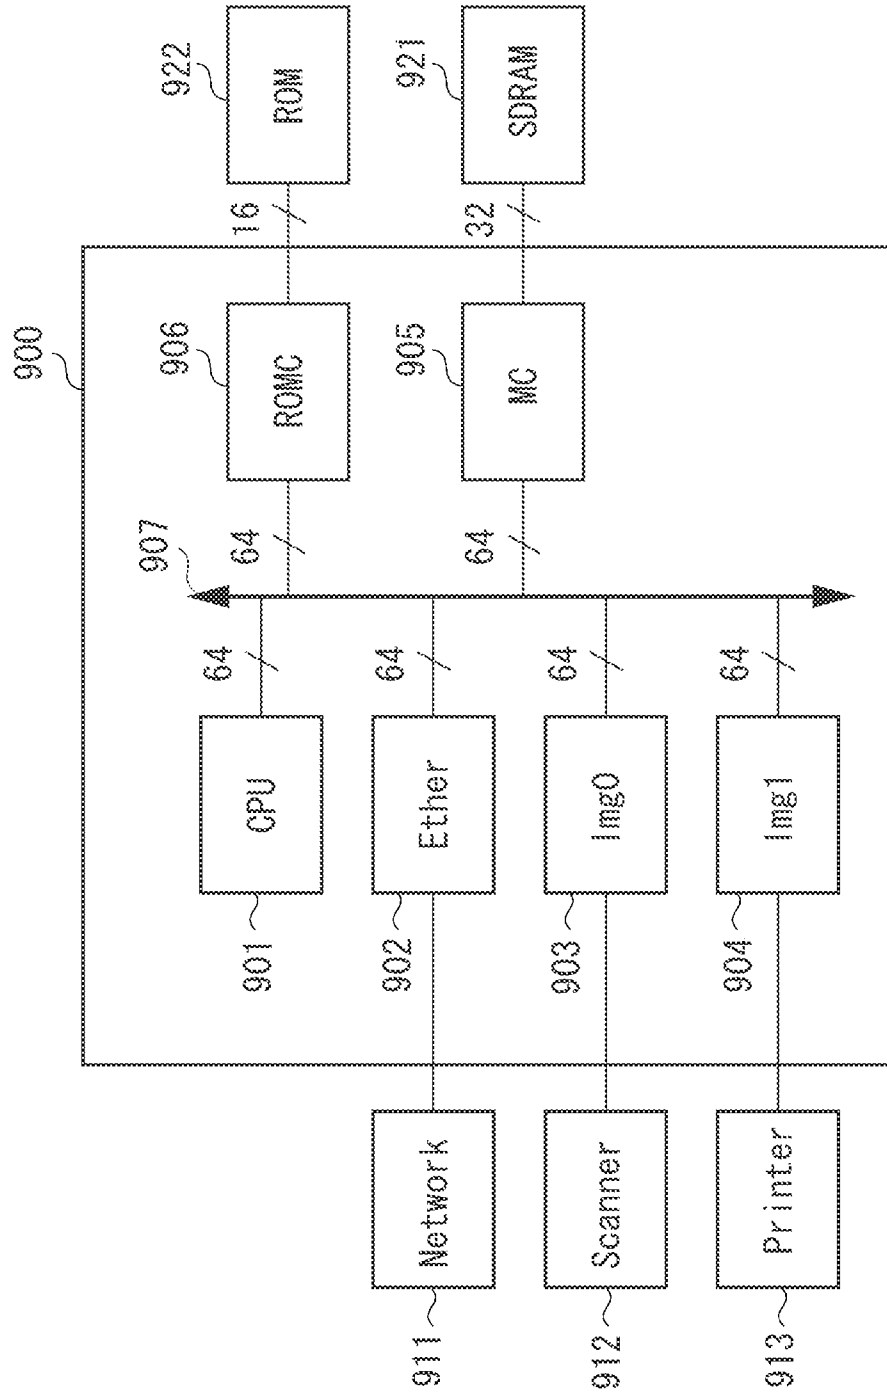 900
907
901
CPU
64
64
ROMC
906
16
ROM
922
911
Network
902
Ether
64
912
Scanner
903
Img0
64
64
MC
905
32
SDRAM
921
913
Printer
904
Img1
64